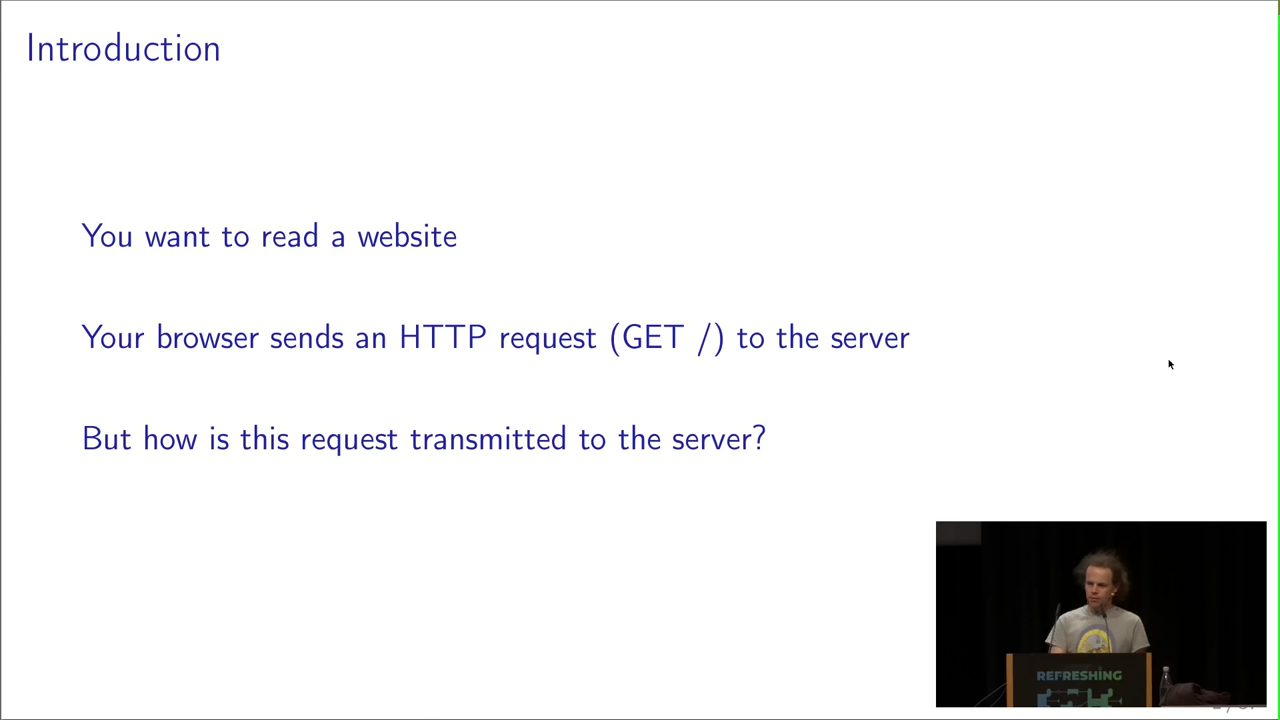 Introduction
You want to read a website
Your browser sends an HTTP request (GET /) to the server
But how is this request transmitted to the server?
REFRESHING